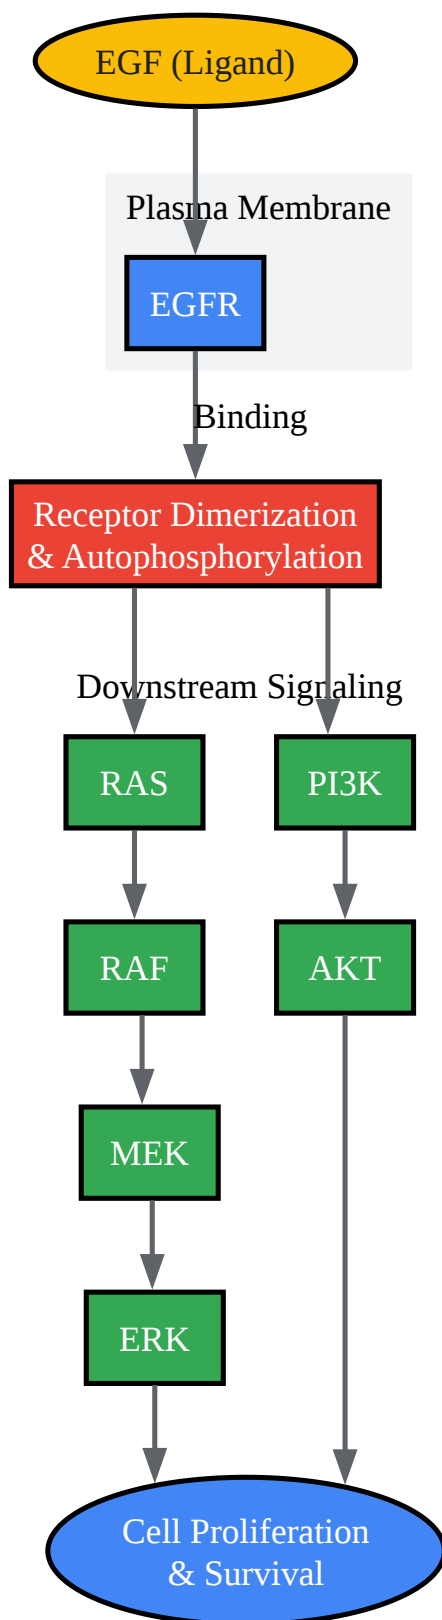 EGF (Ligand)
Plasma Membrane
EGFR
Binding
Receptor Dimerization
& Autophosphorylation
Downstream Signaling
RAS
PI3K
RAF
AKT
MEK
ERK
Cell Proliferation
& Survival